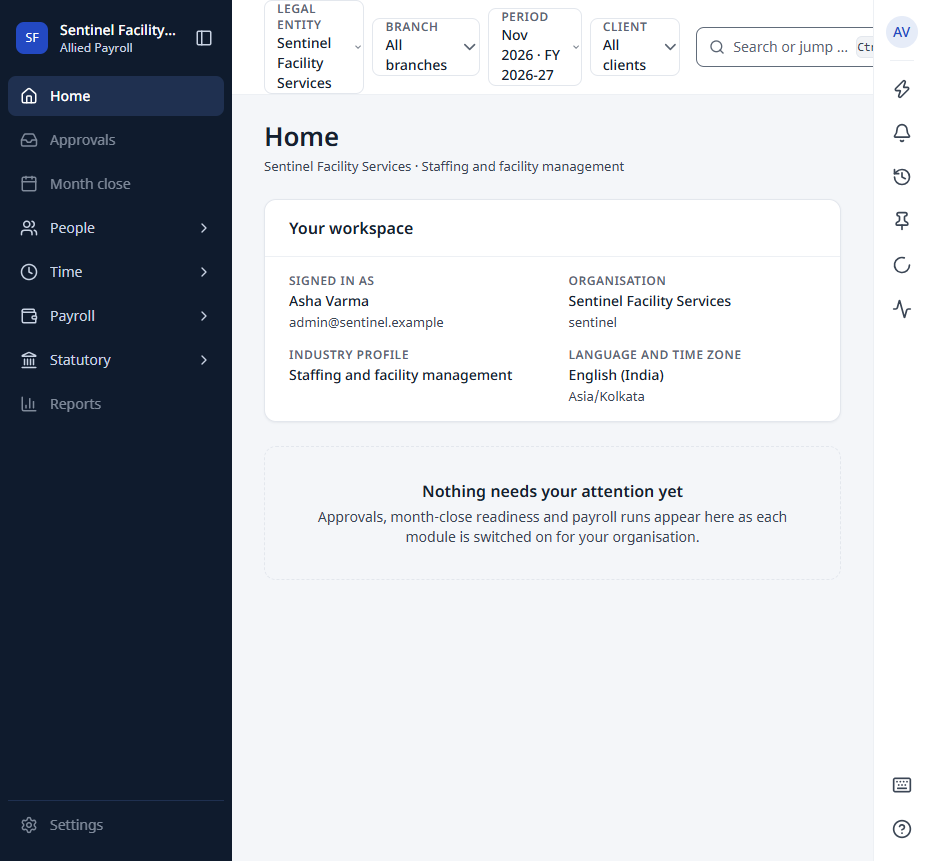 SF
Sentinel Facility...
Allied Payroll
Home
Approvals
Month close
People
Time
Payroll
Statutory
Reports
Settings
LEGAL
ENTITY
Sentinel
Facility
Services
BRANCH
All
branches
PERIOD
Nov
2026 · FY
2026-27
CLIENT
All
clients
Search or jump ...
AV
Home
Sentinel Facility Services · Staffing and facility management
Your workspace
SIGNED IN AS
Asha Varma
admin@sentinel.example
ORGANISATION
Sentinel Facility Services
sentinel
INDUSTRY PROFILE
Staffing and facility management
LANGUAGE AND TIME ZONE
English (India)
Asia/Kolkata
Nothing needs your attention yet
Approvals, month-close readiness and payroll runs appear here as each
module is switched on for your organisation.